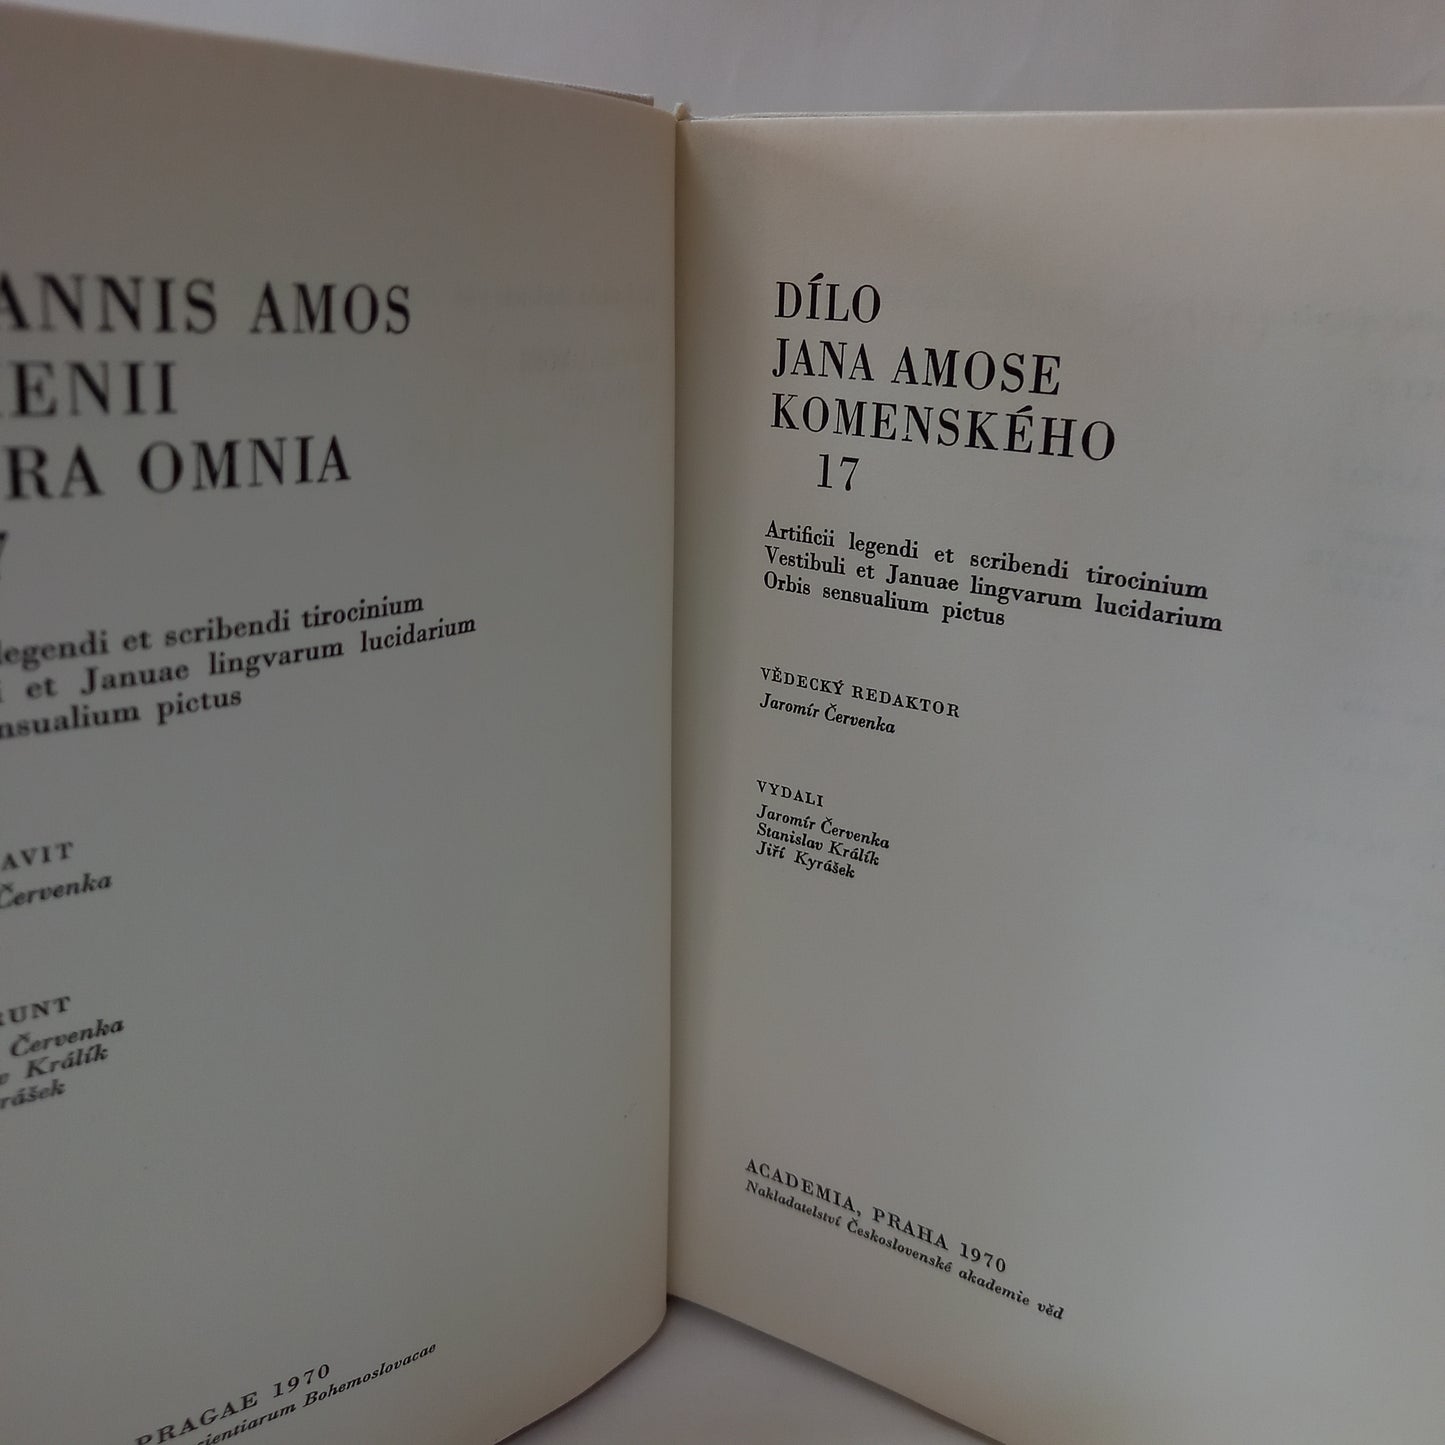 ANNIS AMOS
ENII
RA OMNIA
legendi et scribendi tirocinium
et Januae lingvarum lucidarium
nsualium pictus
AVIT
Červenka
RUNT
Červenka
v Králík
rášek
PRAGAE 1970
cientiarum Bohemoslovacae
DÍLO
JANA AMOSE
KOMENSKÉHO
17
Artificii legendi et scribendi tirocinium
Vestibuli et Januae lingvarum lucidarium
Orbis sensualium pictus
VĚDECKÝ REDAKTOR
Jaromír Červenka
VYDALI
Jaromír Červenka
Stanislav Králík
Jiří Kyrášek
ACADEMIA, PRAHA 1970
Nakladatelství Československé akademie věd